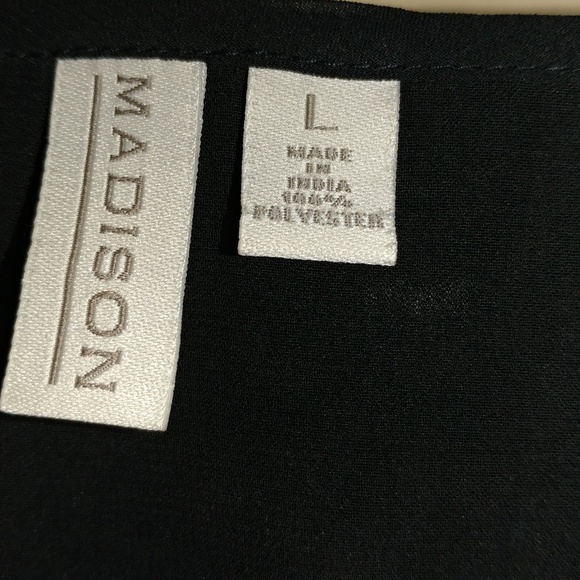 MADISON
L
MADE
IN
INDIA
100%
POLYESTER